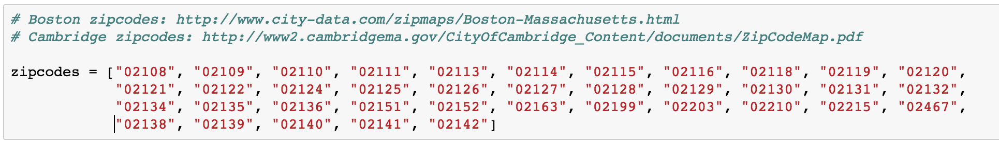 # Boston zipcodes: http://www.city-data.com/zipmaps/Boston-Massachusetts.html
# Cambridge zipcodes: http://www2.cambridgema.gov/CityOfCambridge_Content/documents/ZipCodeMap.pdf
zipcodes = ["02108", "02109", "02110", "02111", "02113", "02114", "02115", "02116", "02118", "02119", "02120",
"02121", "02122", "02124", "02125", "02126", "02127", "02128", "02129", "02130", "02131", "02132",
"02134", "02135", "02136", "02151", "02152", "02163", "02199", "02203", "02210", "02215", "02467",
"02138", "02139", "02140", "02141", "02142"]